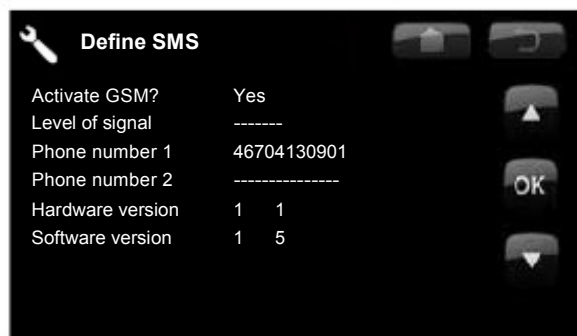 Define SMS
Activate GSM? Yes
Level of signal -------
Phone number 1 46704130901
Phone number 2 ---------------
Hardware version 1 1
Software version 1 5
OK